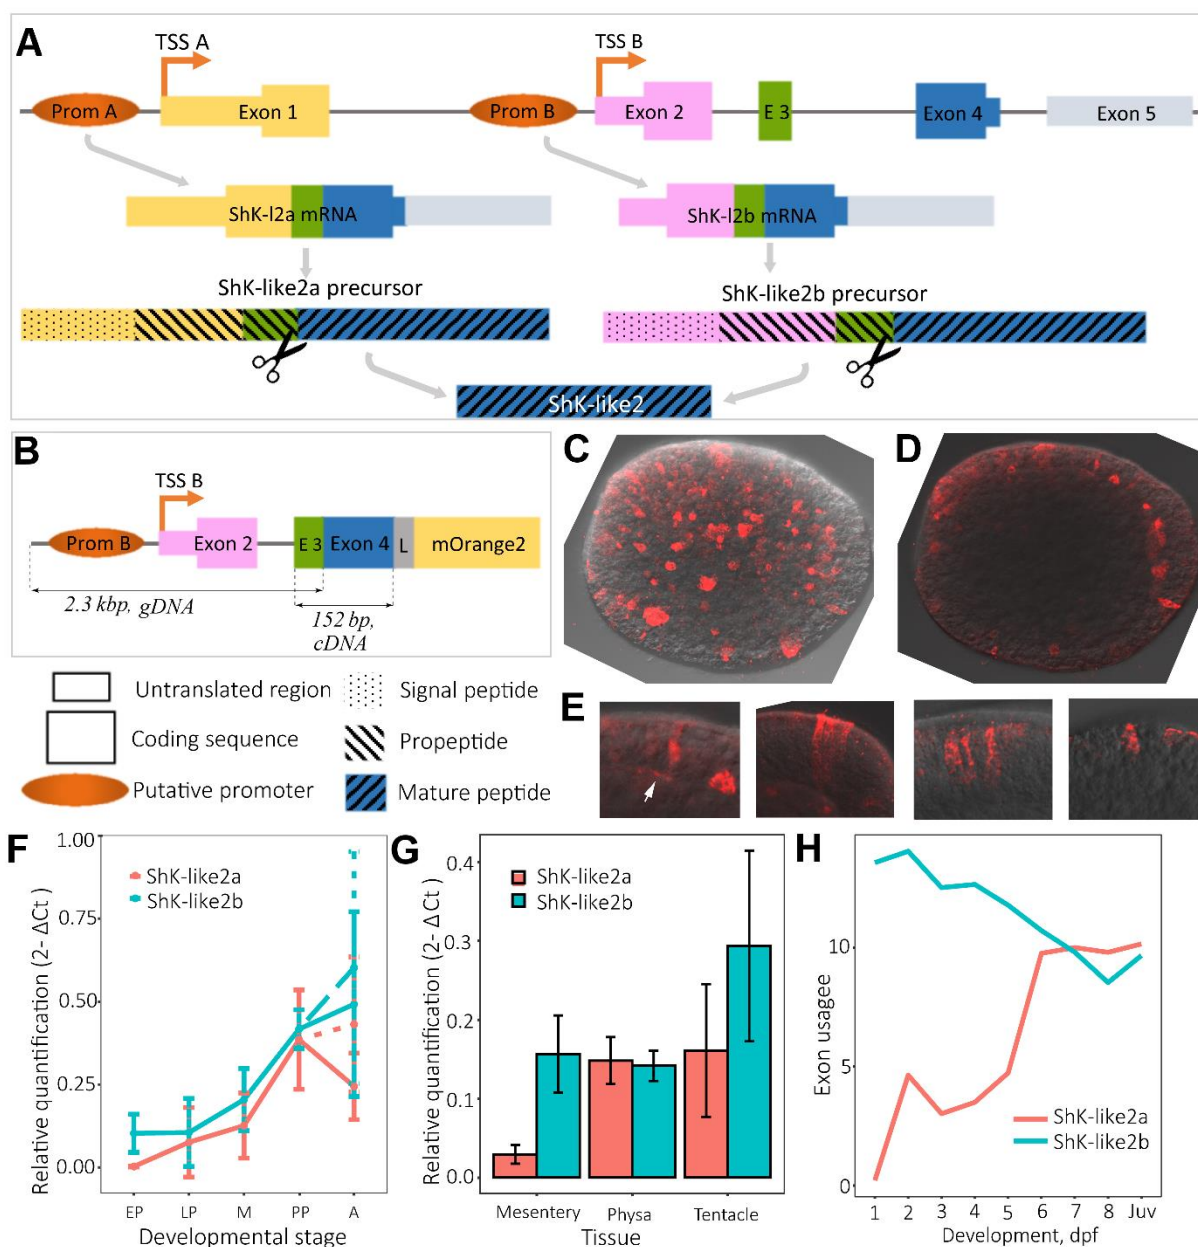 A
TSS A
TSS B
Prom A
Exon 1
Prom B
Exon 2
E 3
Exon 4
Exon 5
ShK-l2a mRNA
ShK-l2b mRNA
ShK-like2a precursor
ShK-like2b precursor
ShK-like2
B
TSS B
Prom B
Exon 2
E 3
Exon 4
L
mOrange2
2.3 kbp, gDNA
152 bp,
cDNA
C
D
E
Untranslated region
Signal peptide
Coding sequence
Propeptide
Putative promoter
Mature peptide
F
Relative quantification (2- ΔCt )
1.00
0.75
0.50
0.25
0.00
ShK-like2a
ShK-like2b
EP LP M PP A
Developmental stage
G
Relative quantification (2- ΔCt )
0.4
0.3
0.2
0.1
0.0
ShK-like2a
ShK-like2b
Mesentery Physa Tentacle
Tissue
H
Exon usagee
10
5
0
ShK-like2a
ShK-like2b
1 2 3 4 5 6 7 8 Juv
Development, dpf